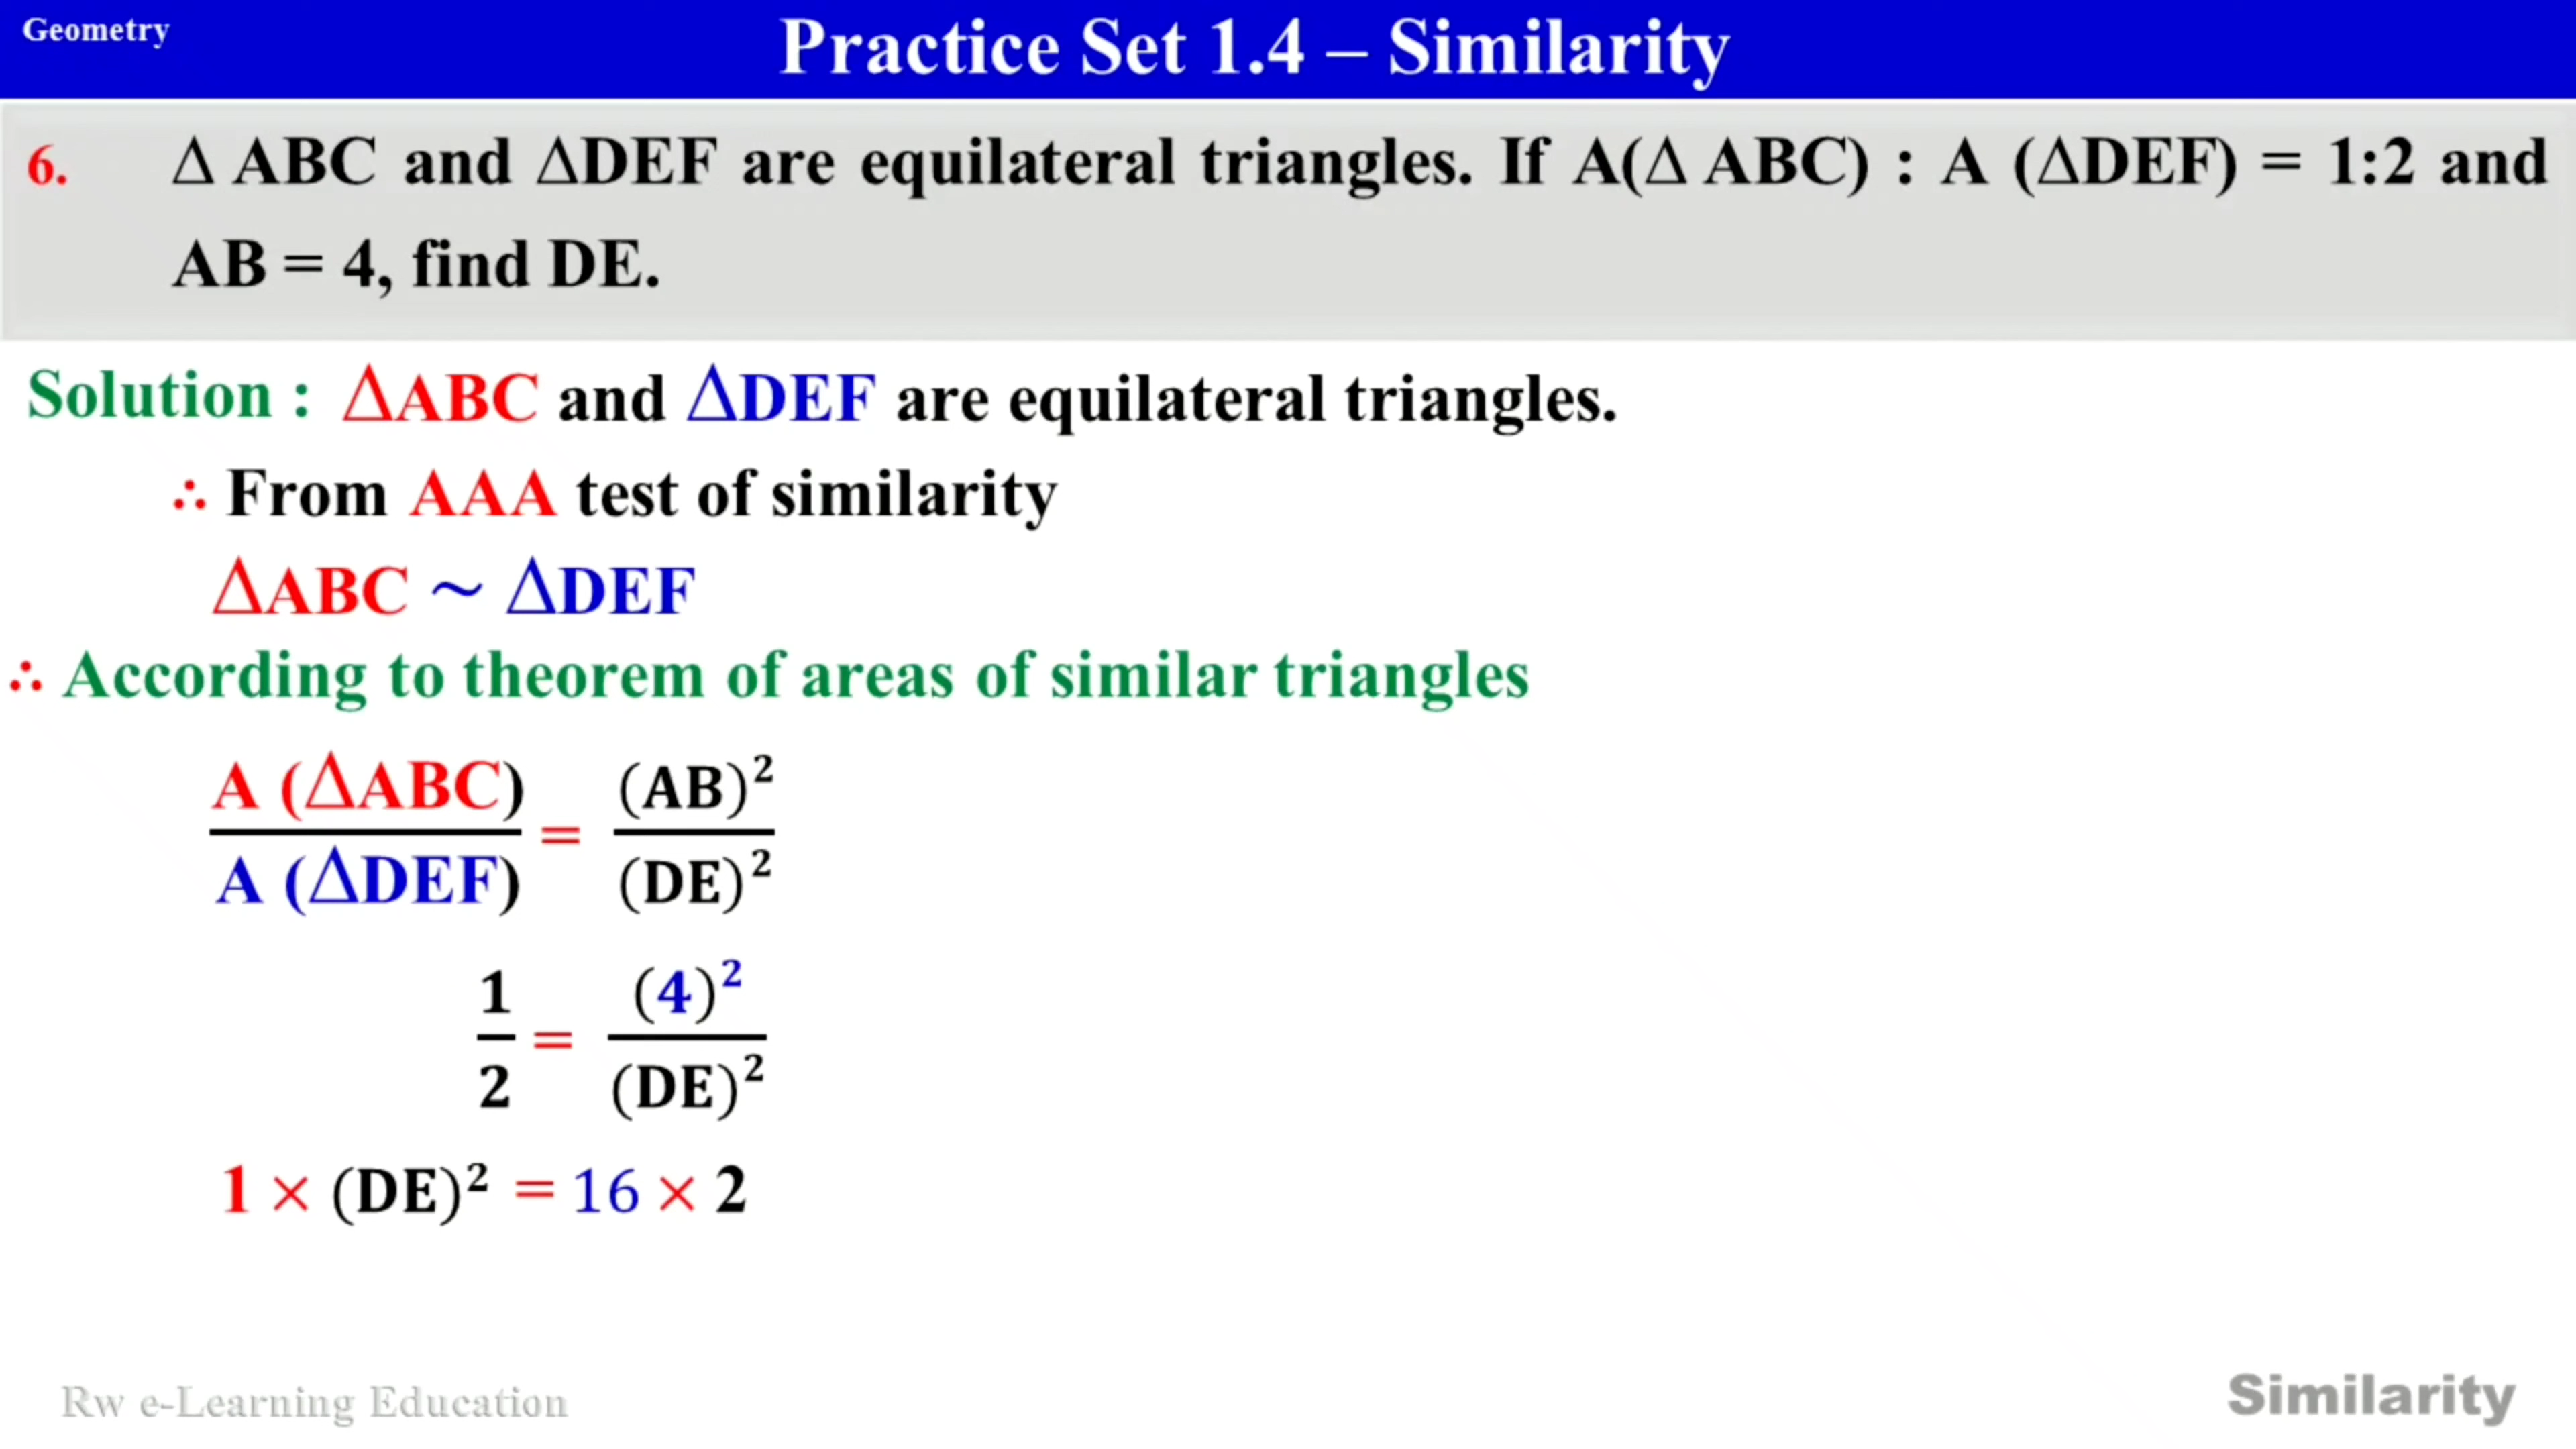 Geometry
Practice Set 1.4 – Similarity
6. Δ ABC and ΔDEF are equilateral triangles. If A(Δ ABC) : A (ΔDEF) = 1:2 and
AB = 4, find DE.
Solution : ΔABC and ΔDEF are equilateral triangles.
∴ From AAA test of similarity
ΔABC ~ ΔDEF
∴ According to theorem of areas of similar triangles
A (ΔABC) / A (ΔDEF) = (AB)² / (DE)²
1 / 2 = (4)² / (DE)²
1 × (DE)² = 16 × 2
Rw e-Learning Education
Similarity